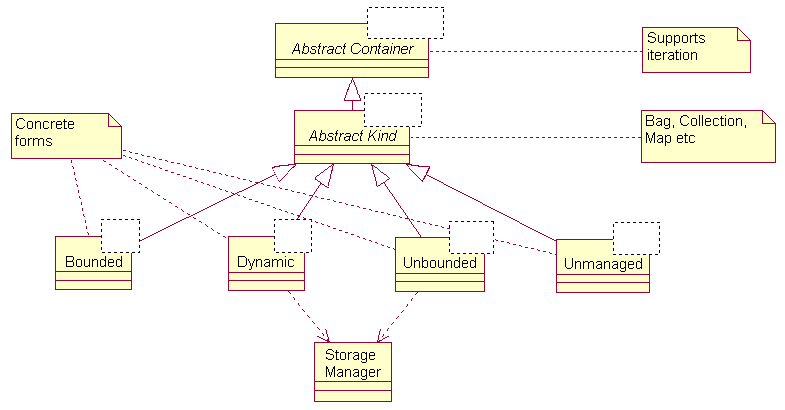 Abstract Container
Supports
iteration
Concrete
forms
Abstract Kind
Bag, Collection,
Map etc
Bounded
Dynamic
Unbounded
Unmanaged
Storage
Manager